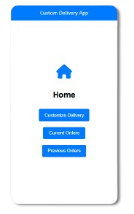 Custom Delivery App
Home
Customize Delivery
Current Orders
Previous Orders